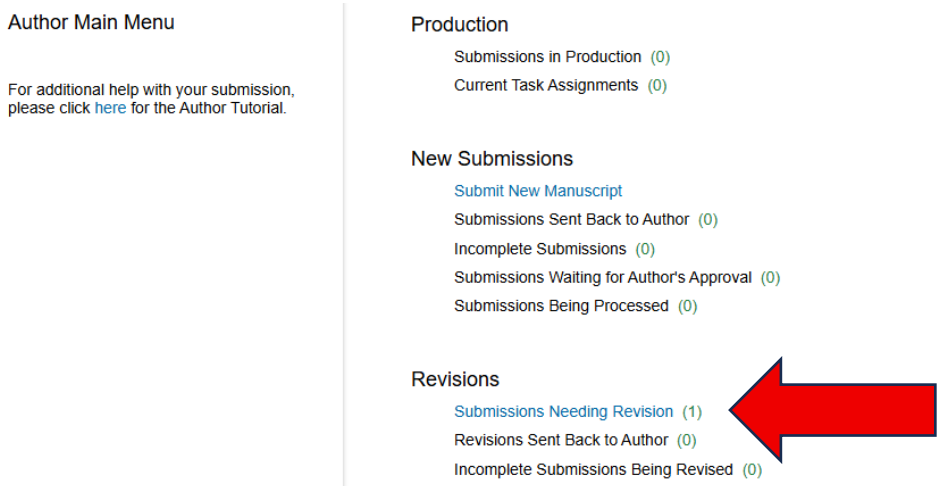 Author Main Menu
For additional help with your submission,
please click here for the Author Tutorial.
Production
Submissions in Production (0)
Current Task Assignments (0)
New Submissions
Submit New Manuscript
Submissions Sent Back to Author (0)
Incomplete Submissions (0)
Submissions Waiting for Author's Approval (0)
Submissions Being Processed (0)
Revisions
Submissions Needing Revision (1)
Revisions Sent Back to Author (0)
Incomplete Submissions Being Revised (0)